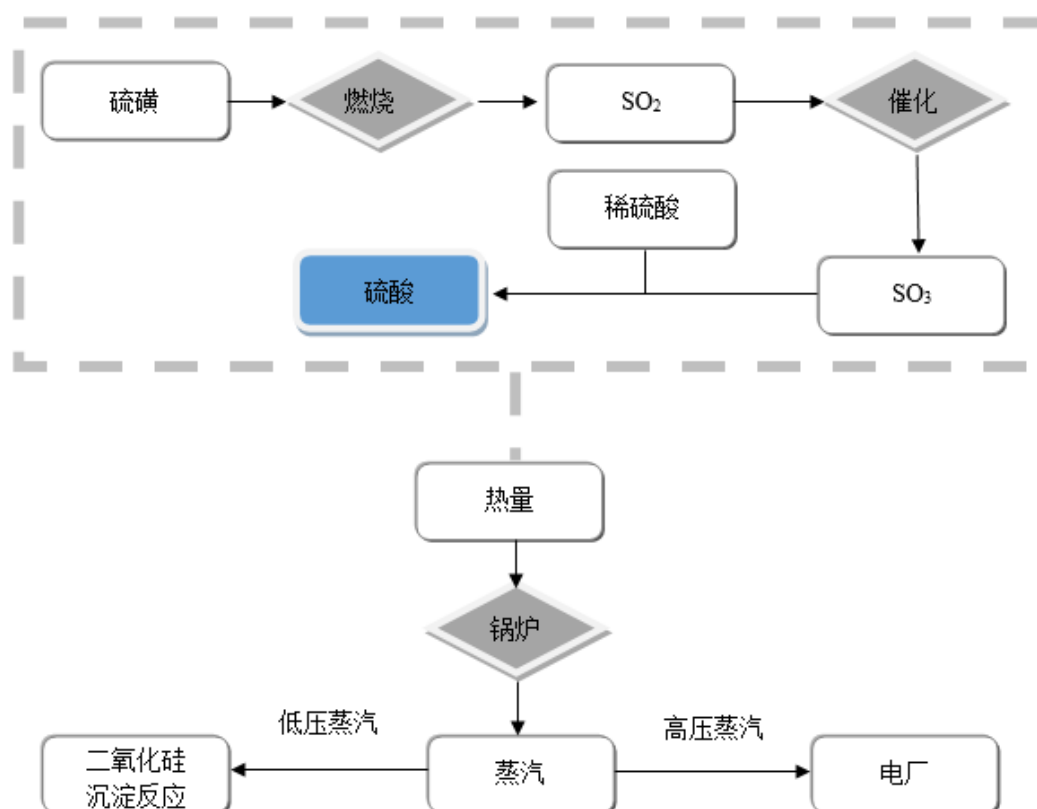 硫磺
燃烧
SO₂
催化
稀硫酸
硫酸
SO₃
热量
锅炉
低压蒸汽
高压蒸汽
二氧化硅
沉淀反应
蒸汽
电厂